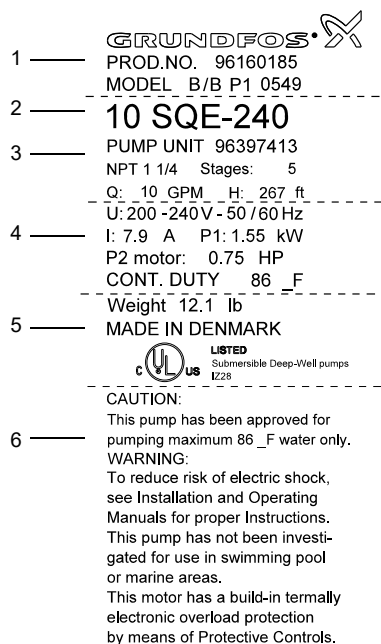 GRUNDFOS
1 PROD.NO. 96160185
MODEL B/B P1 0549
2 10 SQE-240
3 PUMP UNIT 96397413
NPT 1 1/4 Stages: 5
Q: 10 GPM H: 267 ft
U: 200 -240 V - 50 / 60 Hz
4 I: 7.9 A P1: 1.55 kW
P2 motor: 0.75 HP
CONT. DUTY 86 _F
Weight 12.1 lb
5 MADE IN DENMARK
C UL US LISTED
Submersible Deep-Well pumps
IZ28
CAUTION:
This pump has been approved for
6 pumping maximum 86 _F water only.
WARNING:
To reduce risk of electric shock,
see Installation and Operating
Manuals for proper Instructions.
This pump has not been investi-
gated for use in swimming pool
or marine areas.
This motor has a build-in termally
electronic overload protection
by means of Protective Controls.